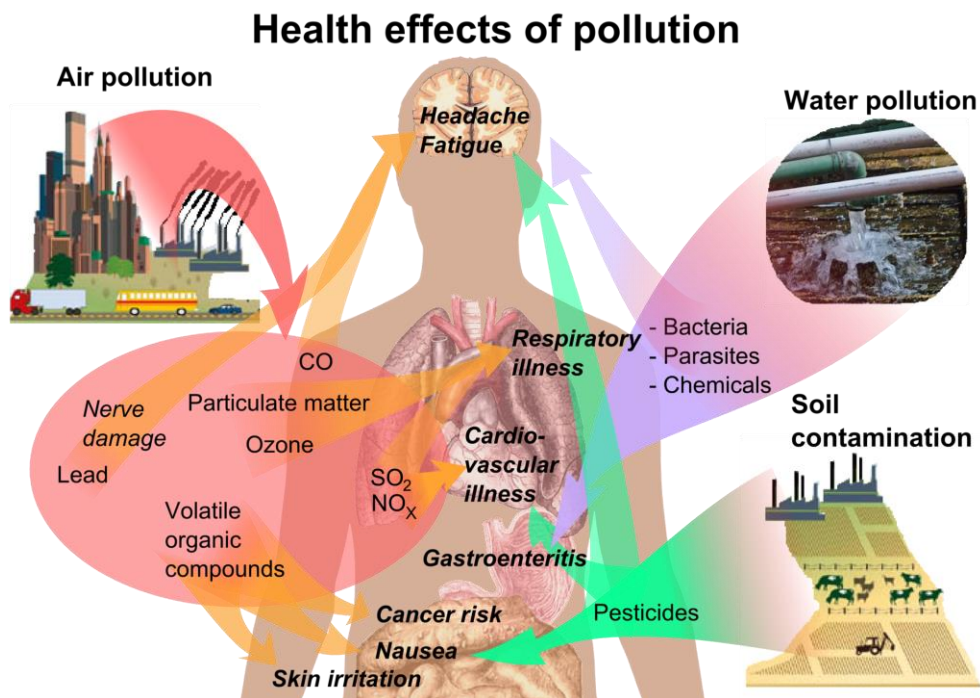 Health effects of pollution
Air pollution
Water pollution
Headache
Fatigue
Respiratory
illness
- Bacteria
- Parasites
- Chemicals
CO
Nerve
damage
Particulate matter
Ozone
Lead
Cardio-
vascular
illness
SO2
NOX
Soil
contamination
Volatile
organic
compounds
Gastroenteritis
Pesticides
Cancer risk
Nausea
Skin irritation